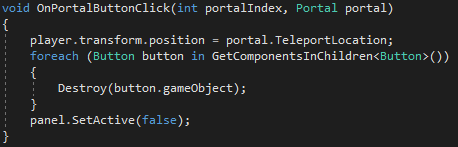 void OnPortalButtonClick(int portalIndex, Portal portal)
{
    player.transform.position = portal.TeleportLocation;
    foreach (Button button in GetComponentsInChildren<Button>())
    {
        Destroy(button.gameObject);
    }
    panel.SetActive(false);
}